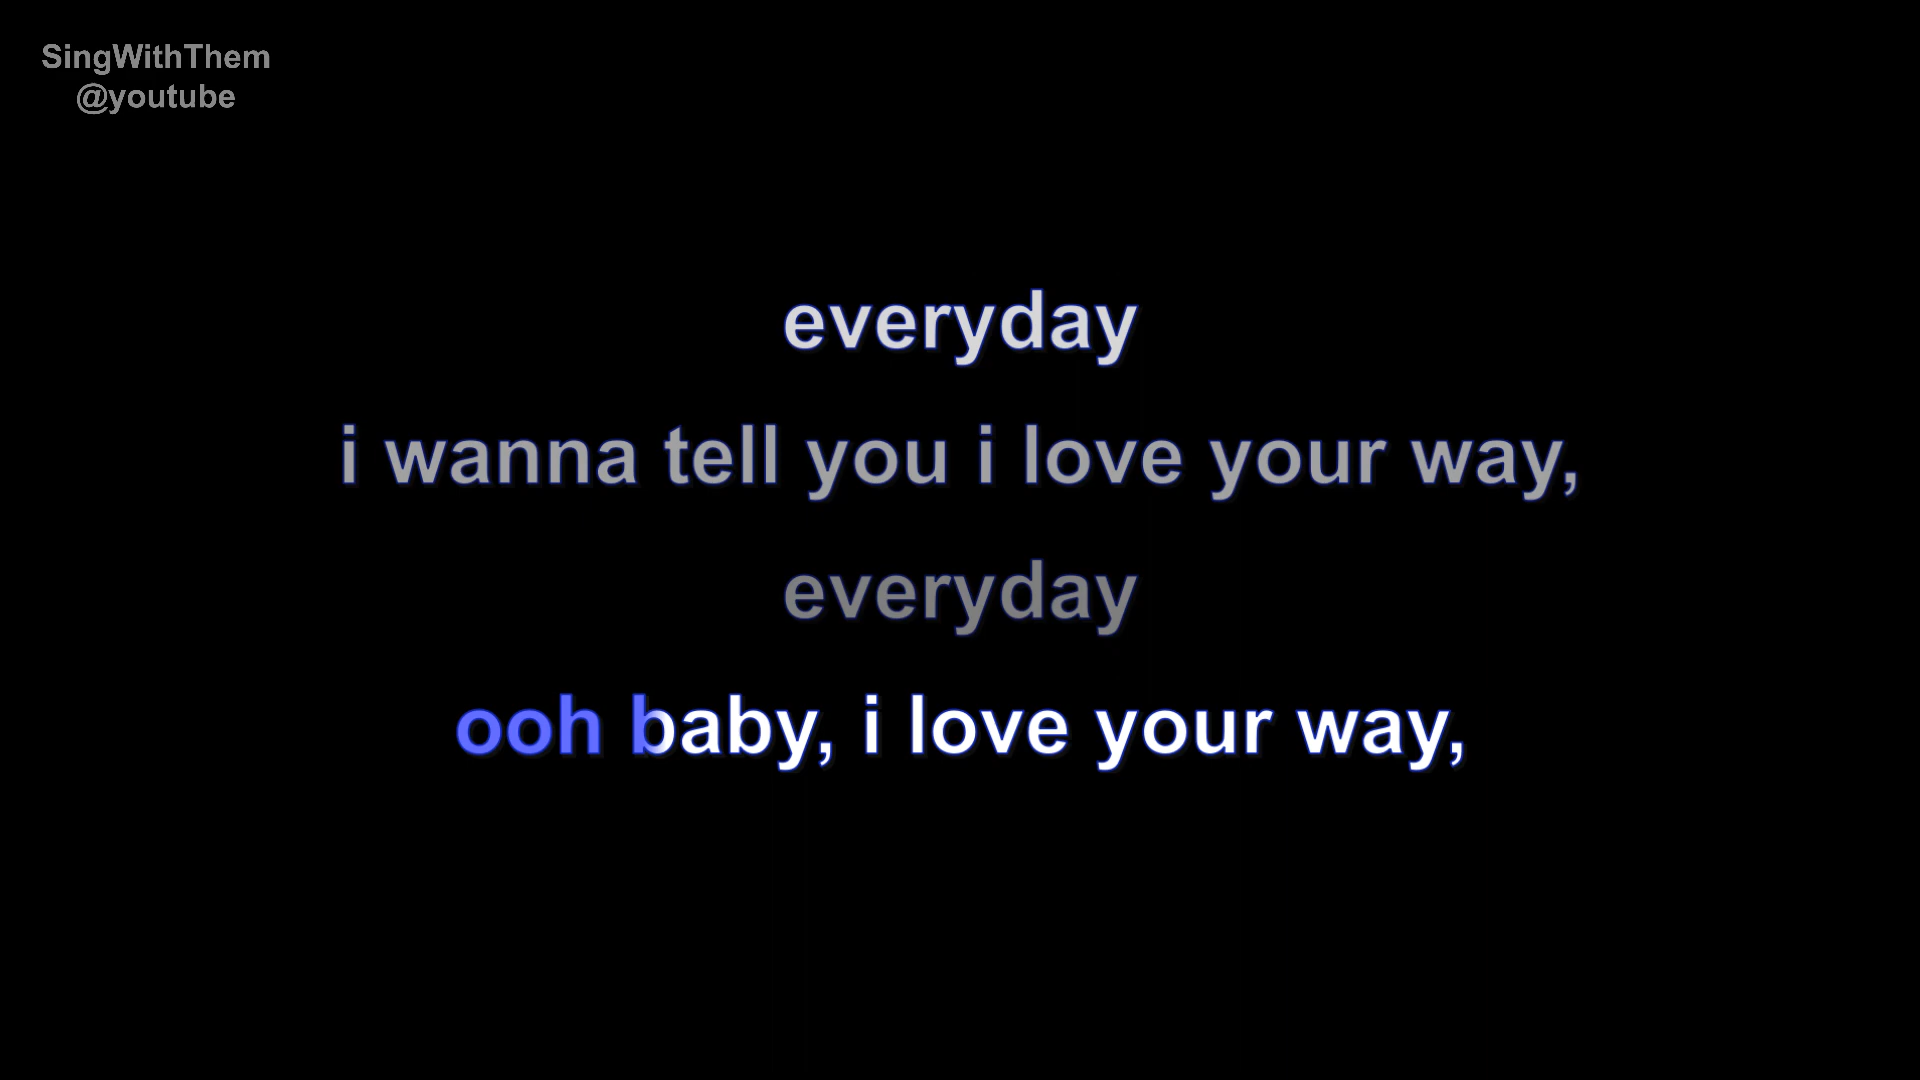 SingWithThem
@youtube
everyday
i wanna tell you i love your way,
everyday
ooh baby, i love your way,